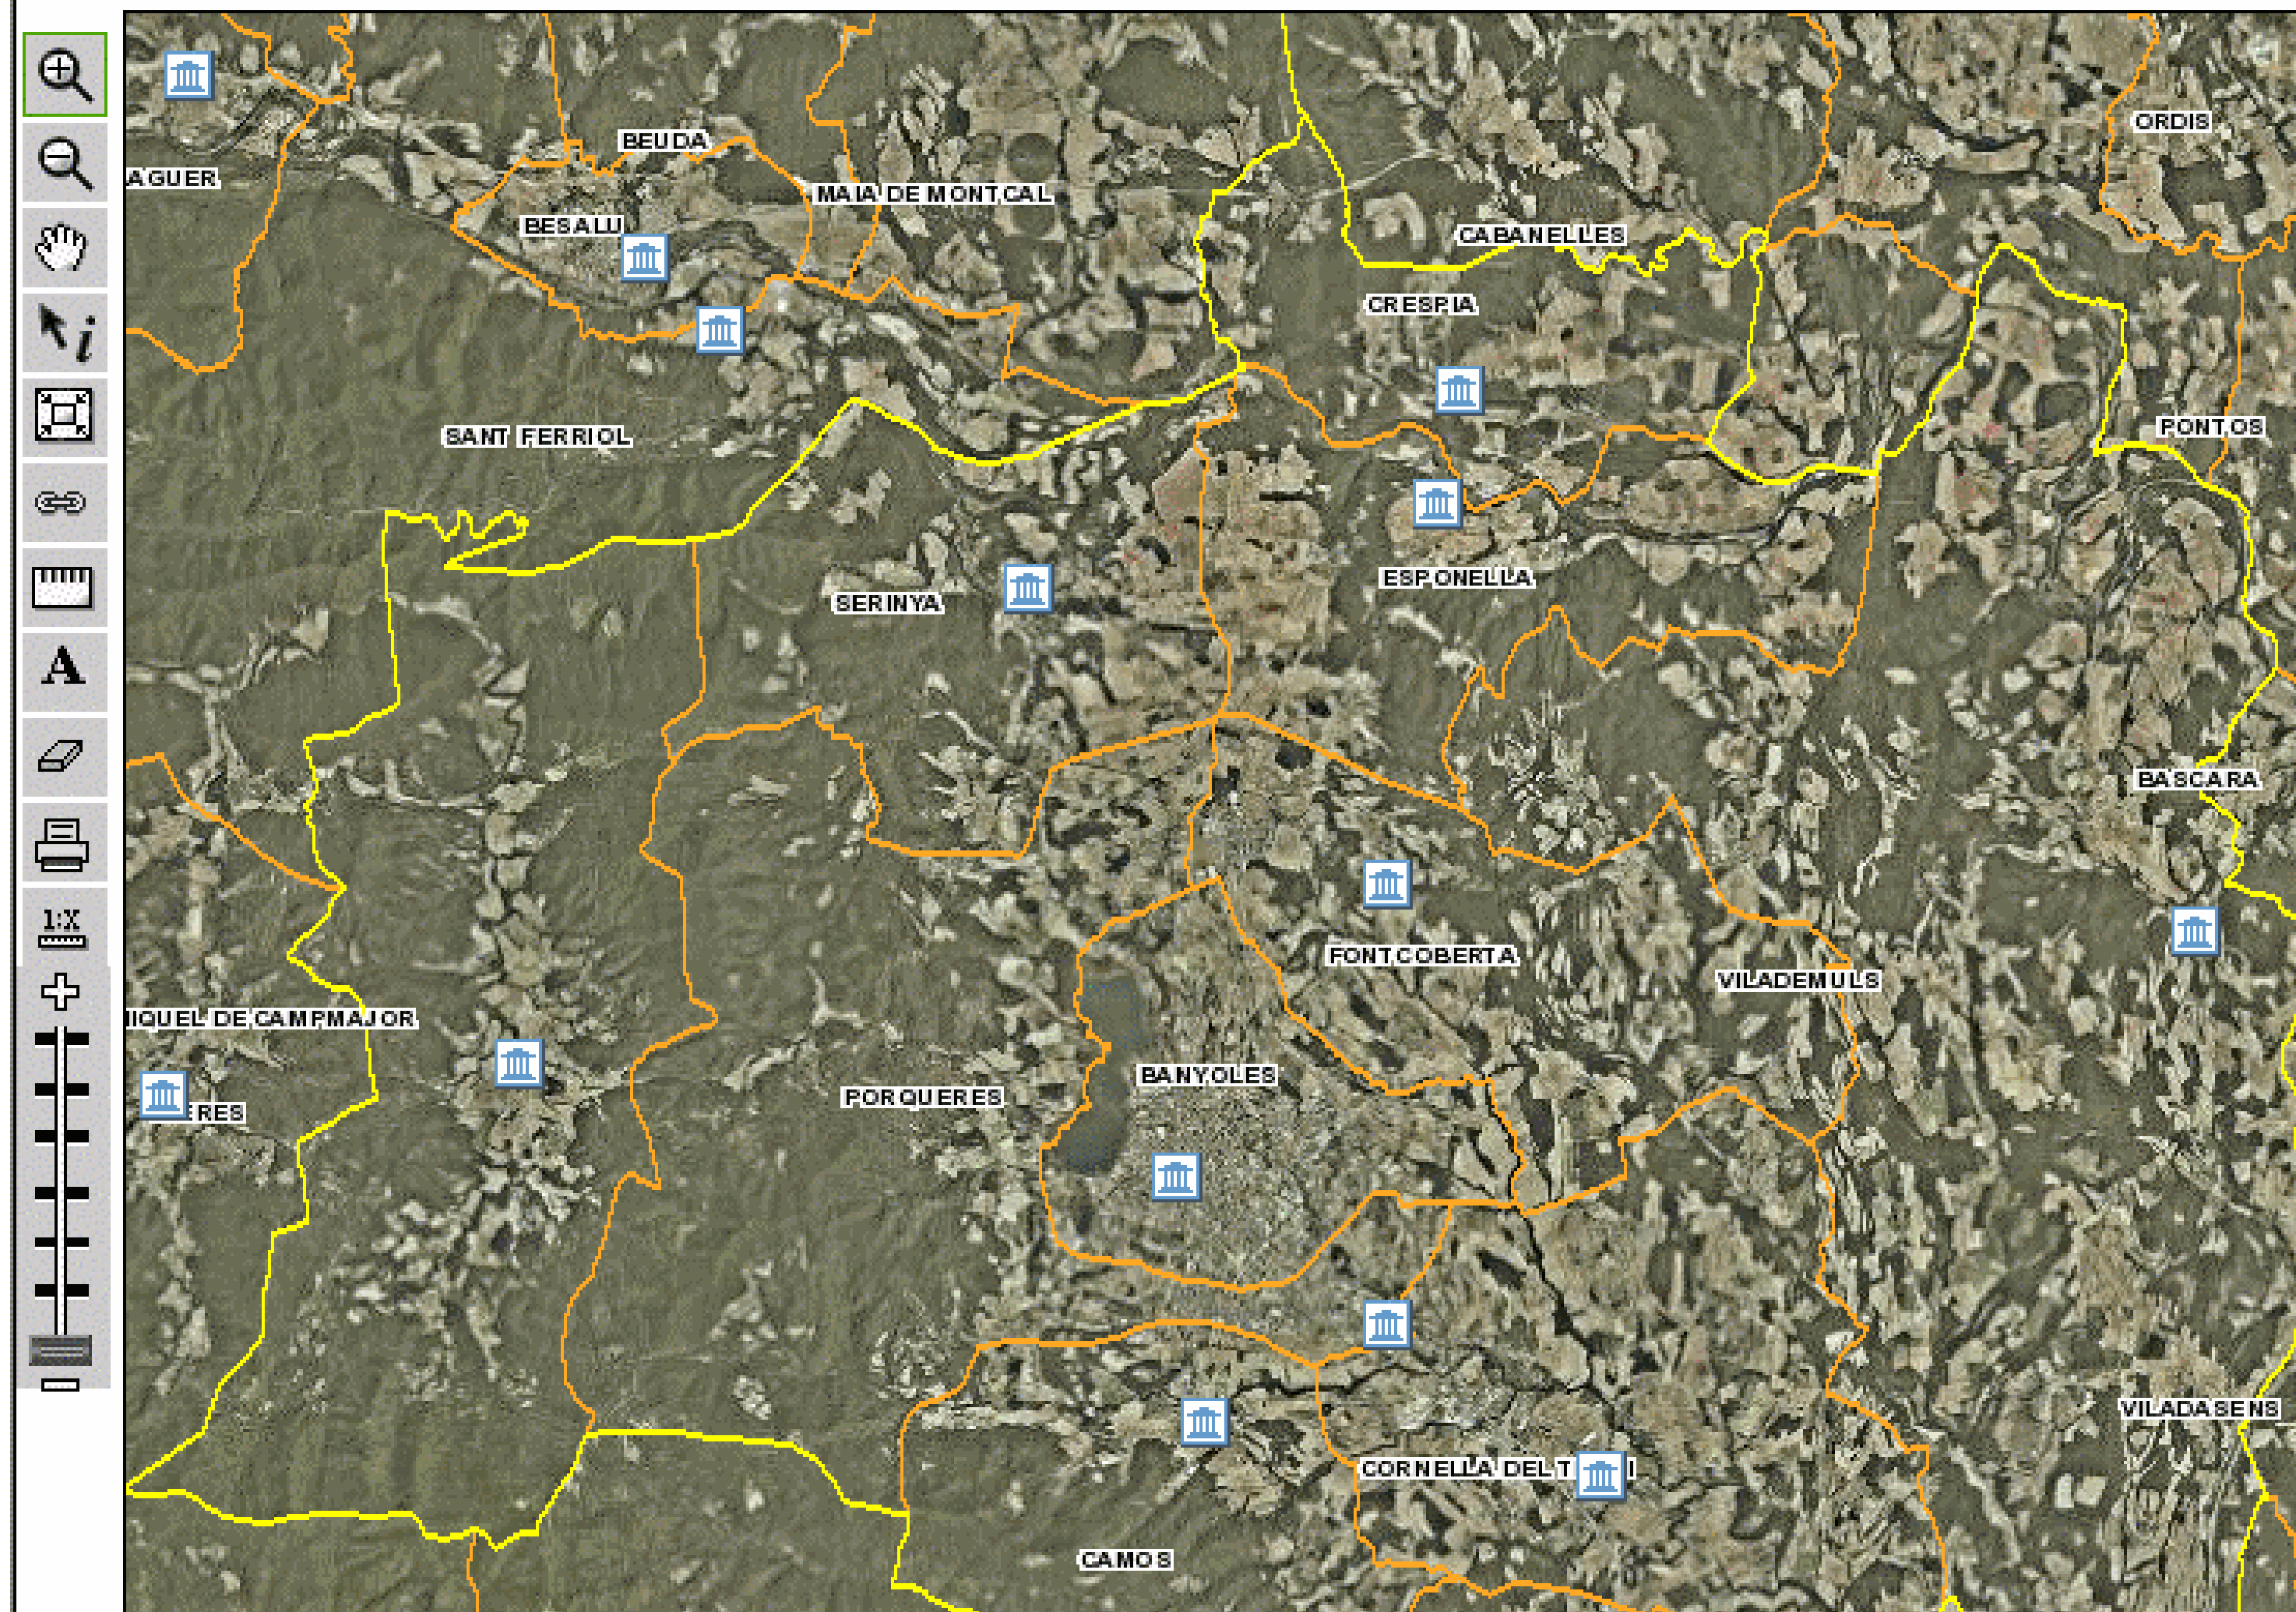 BEUDA
ORDIS
AGUER
MAIA DE MONTCAL
BESALU
CABANELLES
CRESPIA
PONTOS
SANT FERRIOL
ESPONELLA
SERINYA
A
BASCARA
1:X
FONTCOBERTA
VILADEMULS
IQUEL DE CAMPMAJOR
BANYOLES
PORQUERES
ERES
VILADASENS
CORNELLA DEL T I
CAMOS